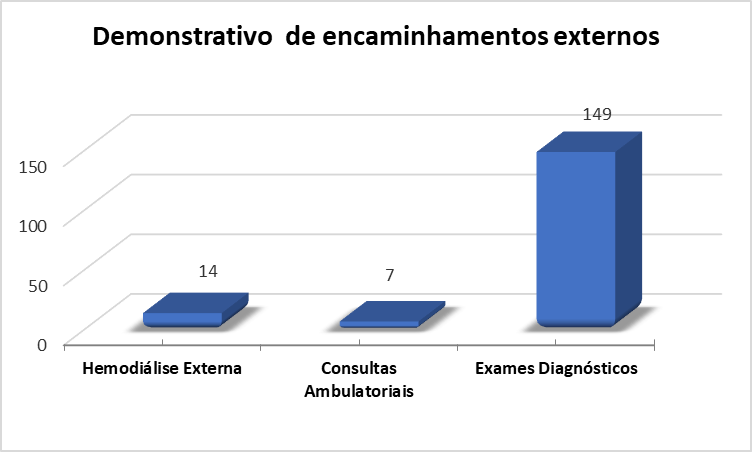 Demonstrativo  de encaminhamentos externos
149
150
100
14
7
50
0
Hemodiálise Externa
Consultas
Ambulatoriais
Exames Diagnósticos